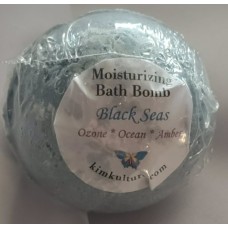 Moisturizing
Bath Bomb
Black Seas
Ozone * Ocean * Amber
kimkulture.com